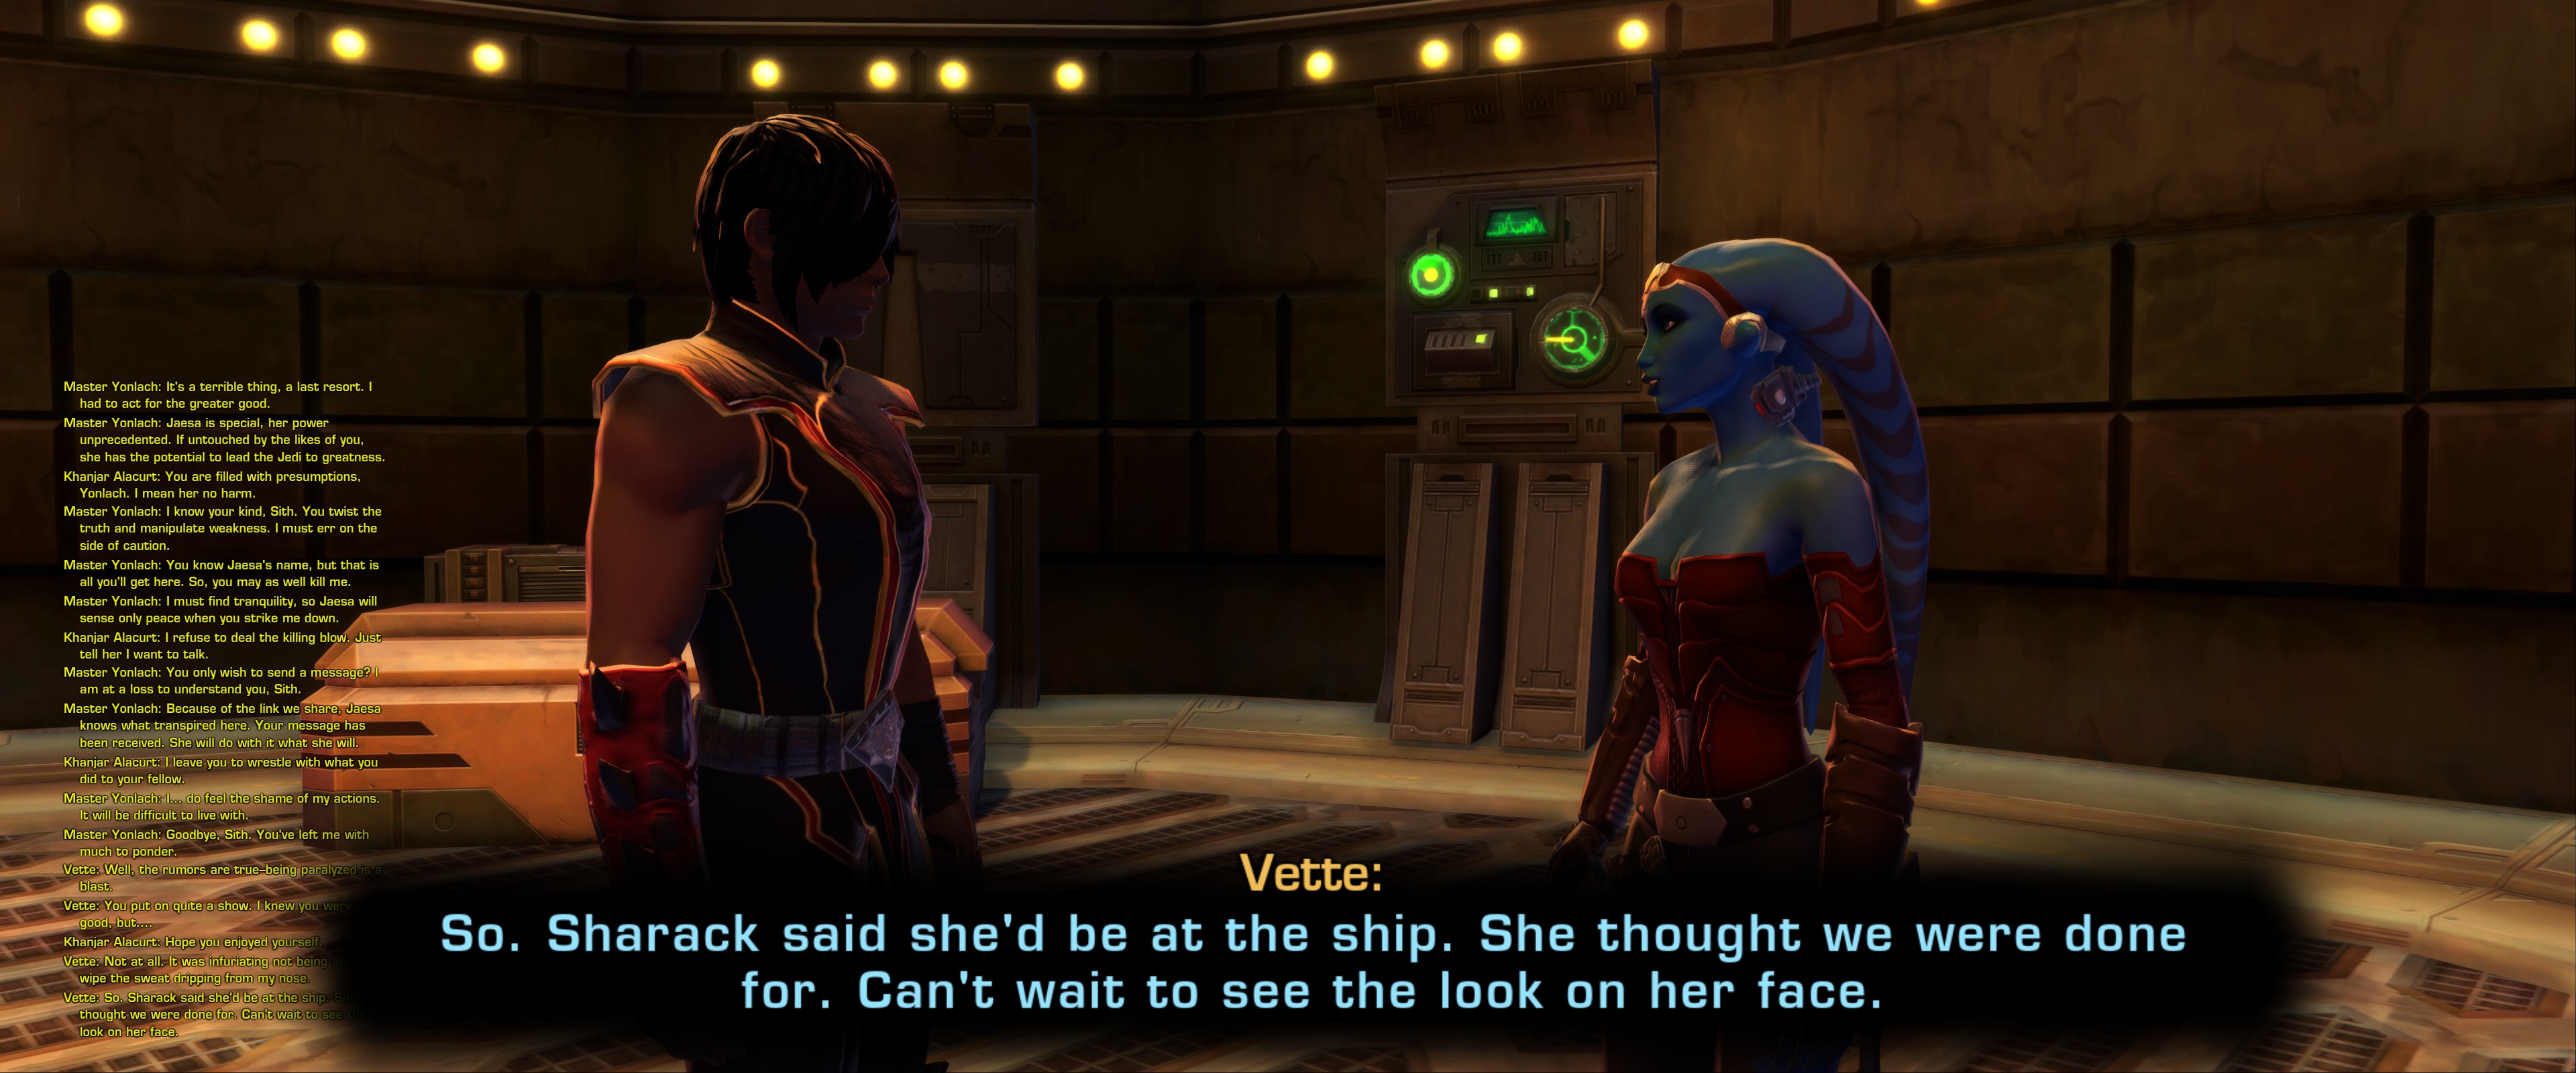 Master Yonlach: It's a terrible thing, a last resort. I
had to act for the greater good.
Master Yonlach: Jaesa is special, her power
unprecedented. If untouched by the likes of you,
she has the potential to lead the Jedi to greatness.
Khanjar Alacurt: You are filled with presumptions,
Yonlach. I mean her no harm.
Master Yonlach: I know your kind, Sith. You twist the
truth and manipulate weakness. I must err on the
side of caution.
Master Yonlach: You know Jaesa's name, but that is
all you'll get here. So, you may as well kill me.
Master Yonlach: I must find tranquility, so Jaesa will
sense only peace when you strike me down.
Khanjar Alacurt: I refuse to deal the killing blow. Just
tell her I want to talk.
Master Yonlach: You only wish to send a message? I
am at a loss to understand you, Sith.
Master Yonlach: Because of the link we share, Jaesa
knows what transpired here. Your message has
been received. She will do with it what she will.
Khanjar Alacurt: I leave you to wrestle with what you
did to your fellow.
Master Yonlach: I... do feel the shame of my actions.
It will be difficult to live with.
Master Yonlach: Goodbye, Sith. You've left me with
much to ponder.
Vette: Well, the rumors are true–being paralyzed is a
blast.
Vette: You put on quite a show. I knew you were
good, but....
Khanjar Alacurt: Hope you enjoyed yourself.
Vette: Not at all. It was infuriating not being
wipe the sweat dripping from my nose.
Vette: So. Sharack said she'd be at the ship.
thought we were done for. Can't wait to see the
look on her face.
Vette:
So. Sharack said she'd be at the ship. She thought we were done
for. Can't wait to see the look on her face.